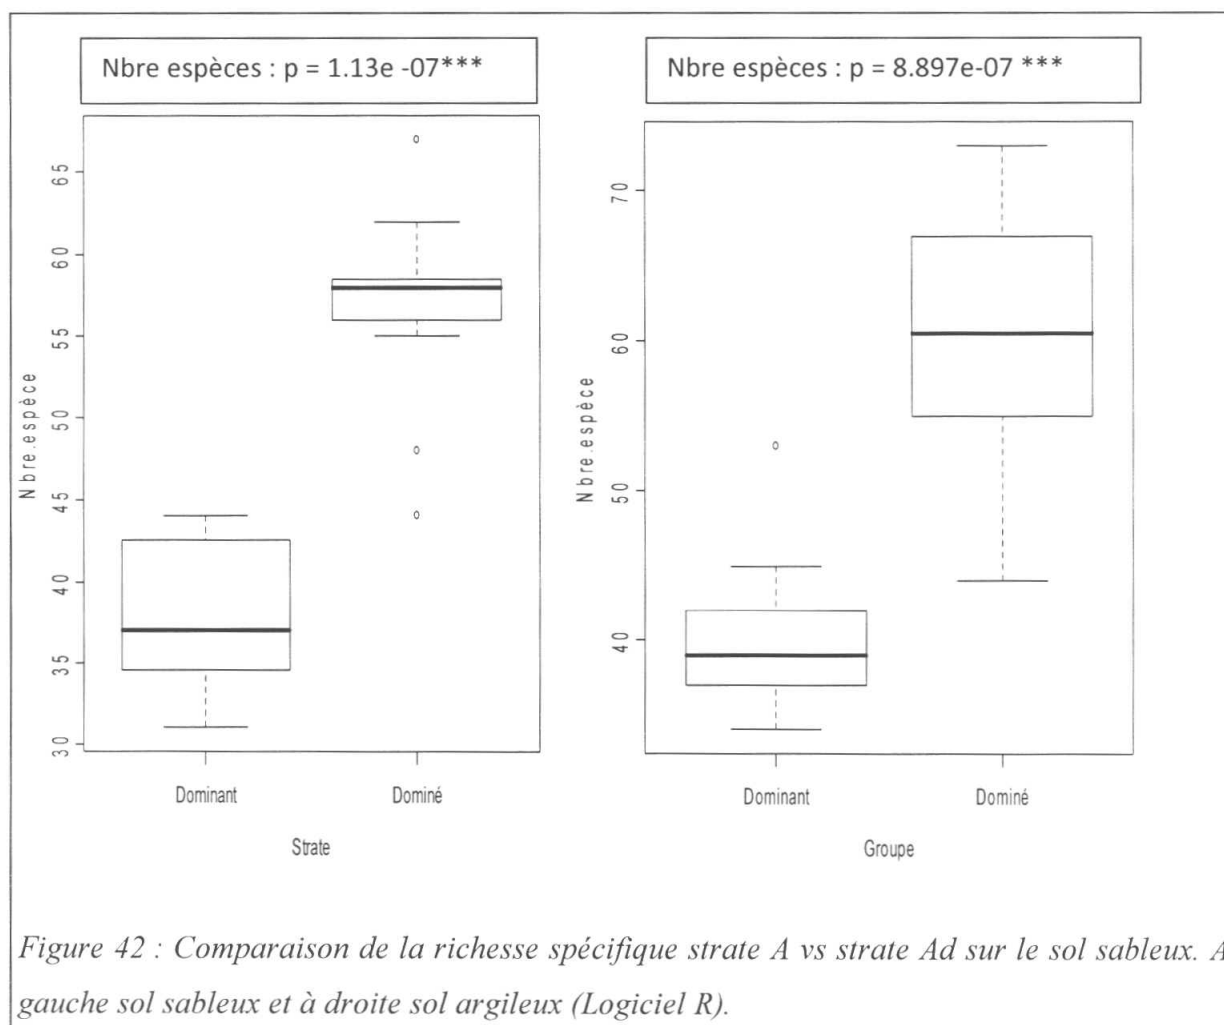 Nbre espèces : p = 1.13e -07***
Nbre espèces : p = 8.897e-07 ***
Nbre.espèce
65
60
55
50
45
40
35
30
Dominant
Dominé
Strate
Nbre.espèce
70
60
50
40
Dominant
Dominé
Groupe
Figure 42 : Comparaison de la richesse spécifique strate A vs strate Ad sur le sol sableux. A
gauche sol sableux et à droite sol argileux (Logiciel R).